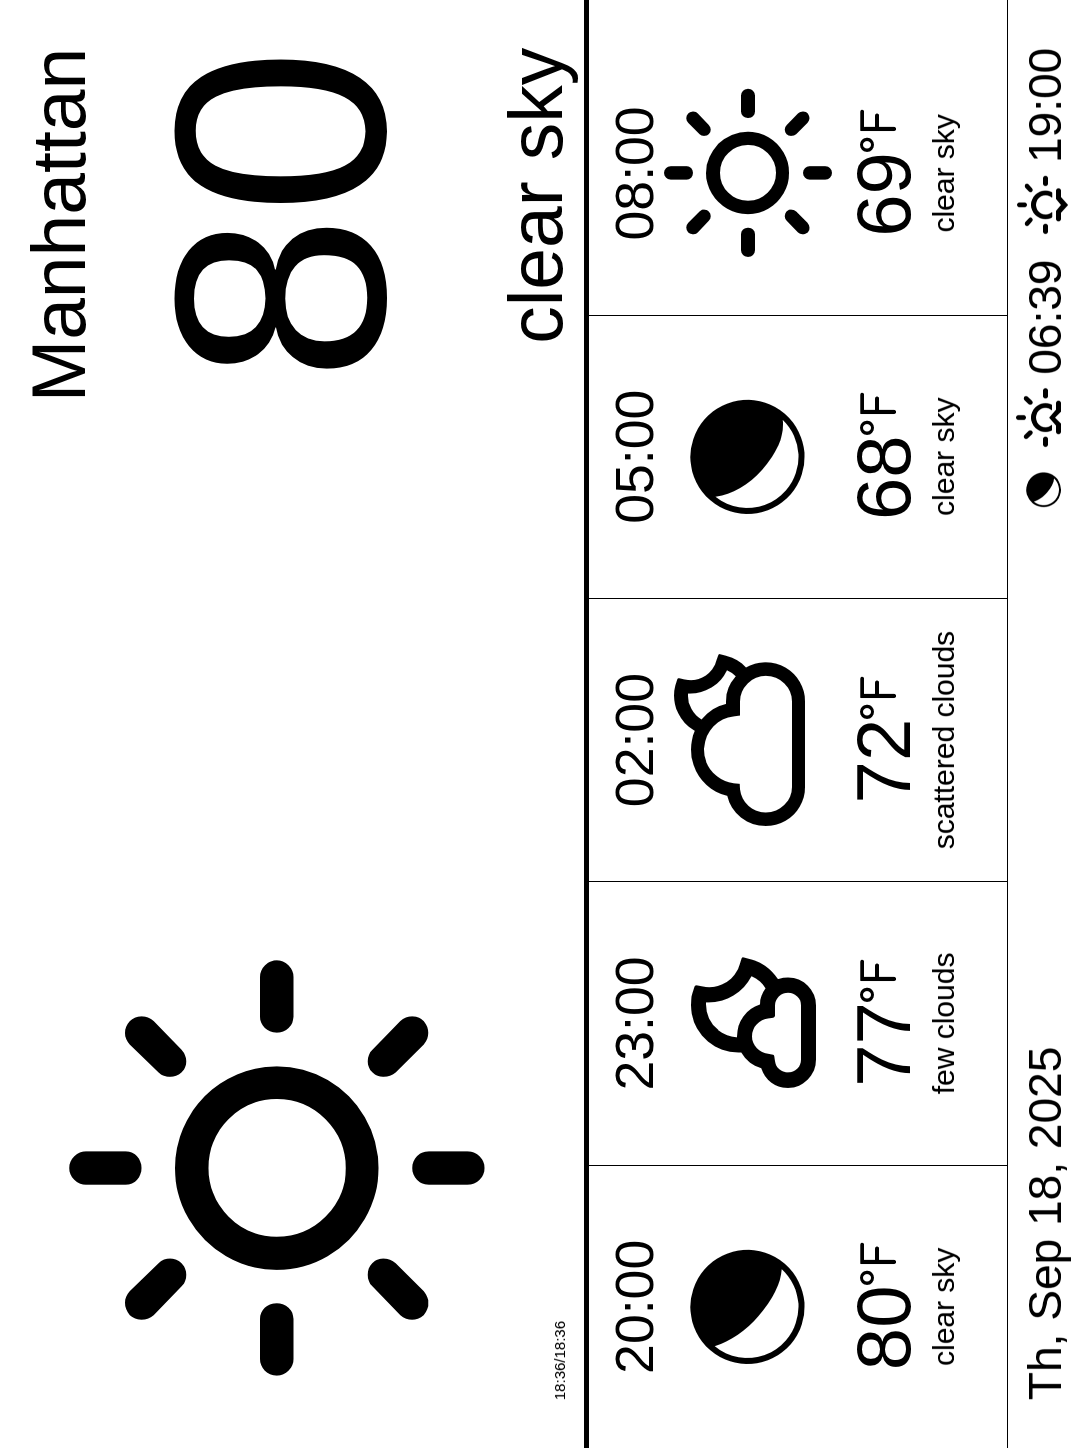 Manhattan
80
clear sky
18:36/18:36
20:00
80°F
clear sky
23:00
77°F
few clouds
02:00
72°F
scattered clouds
05:00
68°F
clear sky
08:00
69°F
clear sky
Th, Sep 18, 2025
06:39
19:00